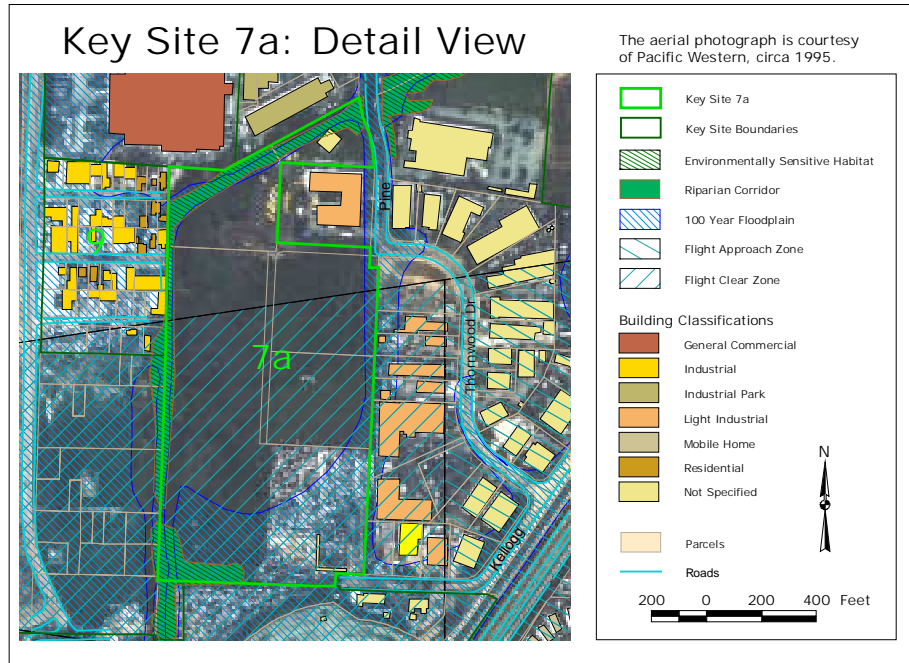 Key Site 7a: Detail View
The aerial photograph is courtesy
of Pacific Western, circa 1995.
Key Site 7a
Key Site Boundaries
Environmentally Sensitive Habitat
Riparian Corridor
100 Year Floodplain
Flight Approach Zone
Flight Clear Zone
Building Classifications
General Commercial
Industrial
Industrial Park
Light Industrial
Mobile Home
Residential
Not Specified
Parcels
Roads
N
200 0 200 400 Feet
Pine
9
7a
Thornwood Dr
Kellogg